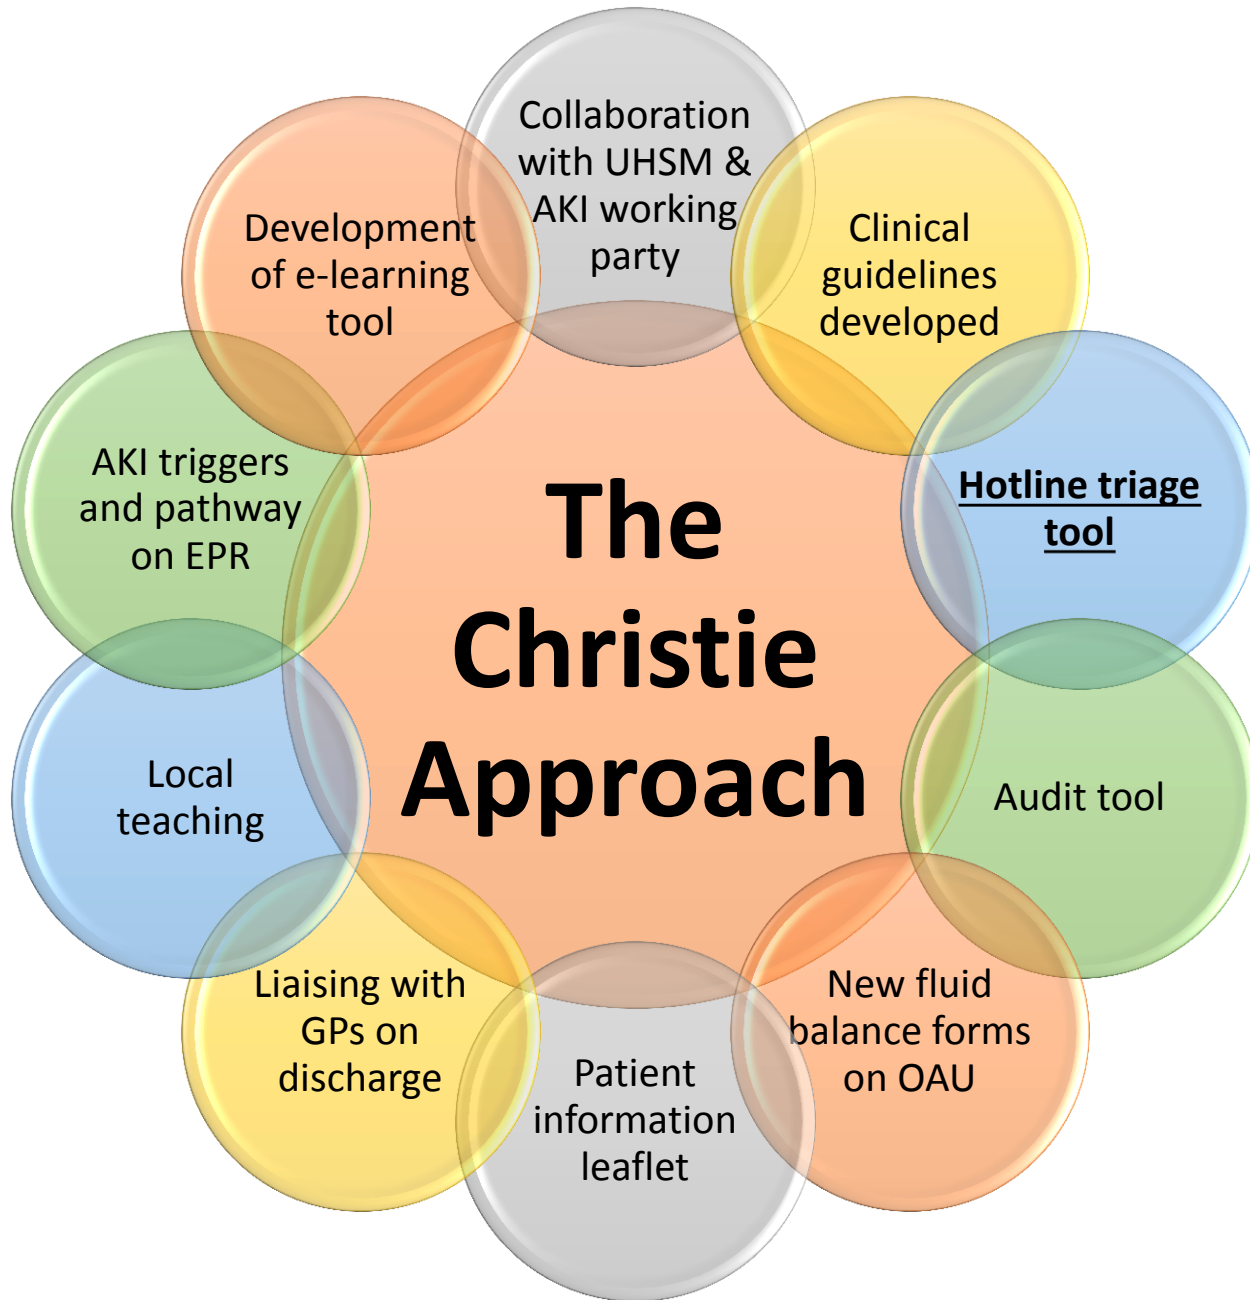 Collaboration
with UHSM &
AKI working
party
Clinical
guidelines
developed
Hotline triage
tool
Audit tool
New fluid
balance forms
on OAU
Patient
information
leaflet
Liaising with
GPs on
discharge
Local
teaching
AKI triggers
and pathway
on EPR
Development
of e-learning
tool
The
Christie
Approach